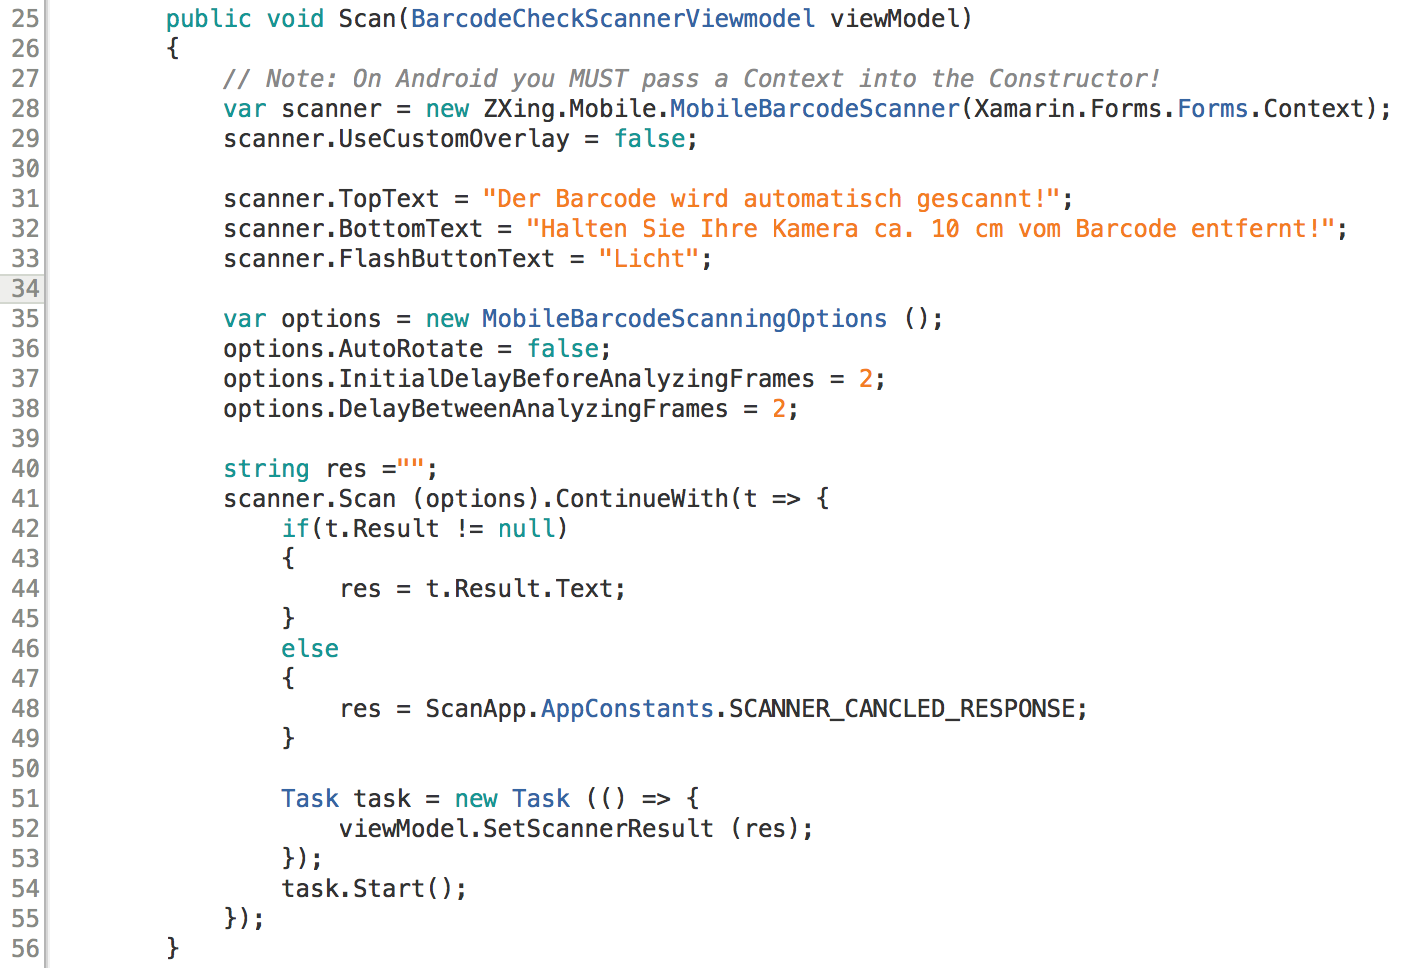 25 public void Scan(BarcodeCheckScannerViewmodel viewModel)
26 {
27 // Note: On Android you MUST pass a Context into the Constructor!
28 var scanner = new ZXing.Mobile.MobileBarcodeScanner(Xamarin.Forms.Forms.Context);
29 scanner.UseCustomOverlay = false;
30
31 scanner.TopText = "Der Barcode wird automatisch gescannt!";
32 scanner.BottomText = "Halten Sie Ihre Kamera ca. 10 cm vom Barcode entfernt!";
33 scanner.FlashButtonText = "Licht";
34
35 var options = new MobileBarcodeScanningOptions ();
36 options.AutoRotate = false;
37 options.InitialDelayBeforeAnalyzingFrames = 2;
38 options.DelayBetweenAnalyzingFrames = 2;
39
40 string res ="";
41 scanner.Scan (options).ContinueWith(t => {
42 if(t.Result != null)
43 {
44 res = t.Result.Text;
45 }
46 else
47 {
48 res = ScanApp.AppConstants.SCANNER_CANCLED_RESPONSE;
49 }
50
51 Task task = new Task (() => {
52 viewModel.SetScannerResult (res);
53 });
54 task.Start();
55 });
56 }